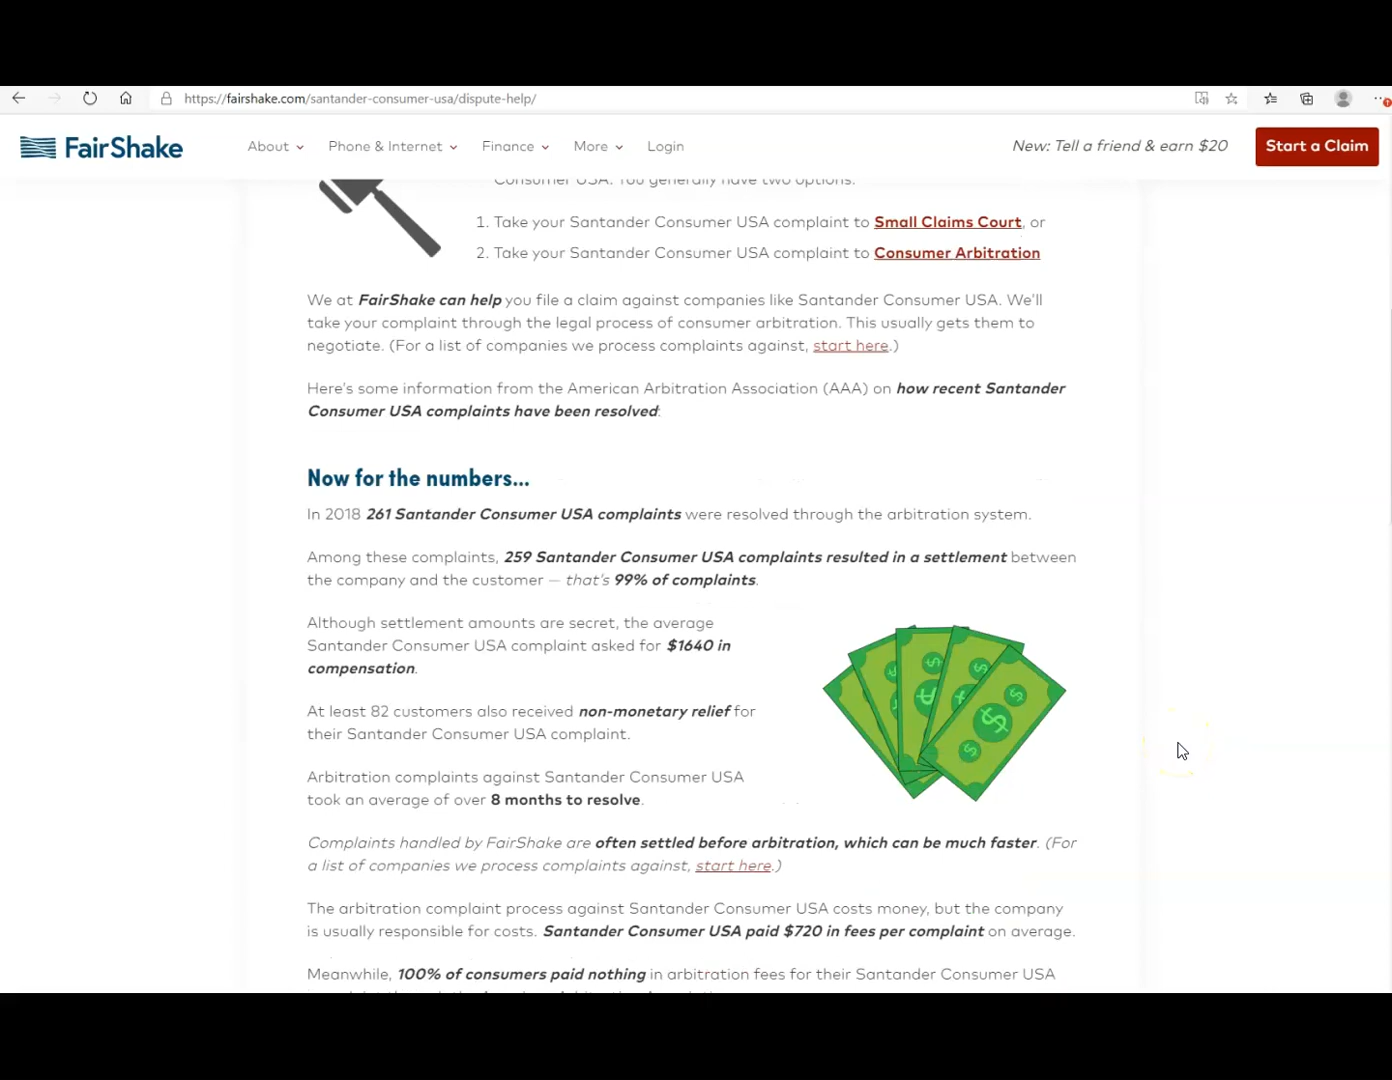 https://fairshake.com/santander-consumer-usa/dispute-help/
FairShake
About
Phone & Internet
Finance
More
Login
New: Tell a friend & earn $20
Start a Claim
Consumer USA. You generally have two options:
1. Take your Santander Consumer USA complaint to Small Claims Court, or
2. Take your Santander Consumer USA complaint to Consumer Arbitration
We at FairShake can help you file a claim against companies like Santander Consumer USA. We'll
take your complaint through the legal process of consumer arbitration. This usually gets them to
negotiate. (For a list of companies we process complaints against, start here.)
Here's some information from the American Arbitration Association (AAA) on how recent Santander
Consumer USA complaints have been resolved:
Now for the numbers...
In 2018 261 Santander Consumer USA complaints were resolved through the arbitration system.
Among these complaints, 259 Santander Consumer USA complaints resulted in a settlement between
the company and the customer — that's 99% of complaints.
Although settlement amounts are secret, the average
Santander Consumer USA complaint asked for $1640 in
compensation.
At least 82 customers also received non-monetary relief for
their Santander Consumer USA complaint.
Arbitration complaints against Santander Consumer USA
took an average of over 8 months to resolve.
Complaints handled by FairShake are often settled before arbitration, which can be much faster. (For
a list of companies we process complaints against, start here.)
The arbitration complaint process against Santander Consumer USA costs money, but the company
is usually responsible for costs. Santander Consumer USA paid $720 in fees per complaint on average.
Meanwhile, 100% of consumers paid nothing in arbitration fees for their Santander Consumer USA